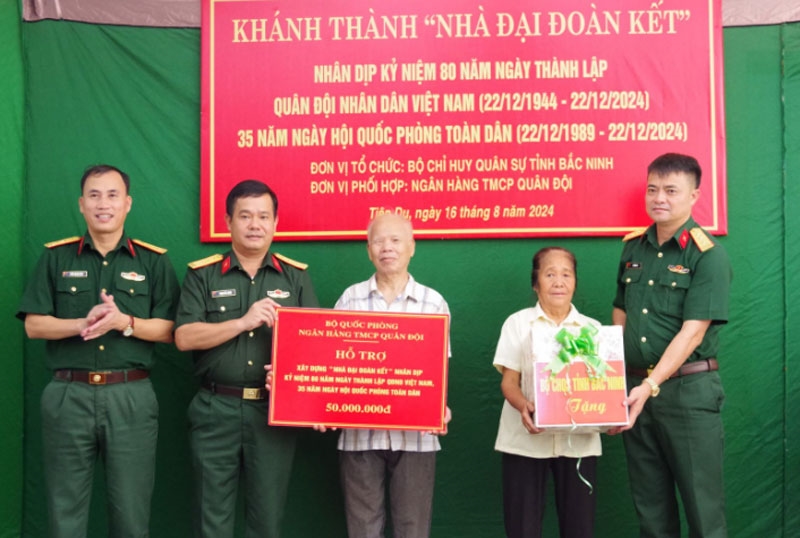 KHÁNH THÀNH "NHÀ ĐẠI ĐOÀN KẾT"
NHÂN DỊP KỶ NIỆM 80 NĂM NGÀY THÀNH LẬP
QUÂN ĐỘI NHÂN DÂN VIỆT NAM (22/12/1944 - 22/12/2024)
35 NĂM NGÀY HỘI QUỐC PHÒNG TOÀN DÂN (22/12/1989 - 22/12/2024)
ĐƠN VỊ TỔ CHỨC: BỘ CHỈ HUY QUÂN SỰ TỈNH BẮC NINH
ĐƠN VỊ PHỐI HỢP: NGÂN HÀNG TMCP QUÂN ĐỘI
Tiên Du, ngày 16 tháng 8 năm 2024
BỘ QUỐC PHÒNG
NGÂN HÀNG TMCP QUÂN ĐỘI
HỖ TRỢ
XÂY DỰNG "NHÀ ĐẠI ĐOÀN KẾT" NHÂN DỊP
KỶ NIỆM 80 NĂM NGÀY THÀNH LẬP QĐND VIỆT NAM,
35 NĂM NGÀY HỘI QUỐC PHÒNG TOÀN DÂN
50.000.000đ
BỘ CHQS TỈNH BẮC NINH
Tặng